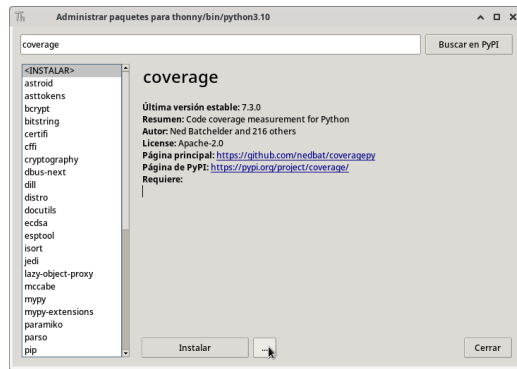 Administrar paquetes para thonny/bin/python3.10
coverage
Buscar en PyPI
<INSTALAR>
astroid
asttokens
bcrypt
bitstring
certifi
cffi
cryptography
dbus-next
dill
distro
docutils
ecdsa
esptool
isort
jedi
lazy-object-proxy
mccabe
mypy
mypy-extensions
paramiko
parso
pip
coverage
Última versión estable: 7.3.0
Resumen: Code coverage measurement for Python
Autor: Ned Batchelder and 216 others
License: Apache-2.0
Página principal: https://github.com/nedbat/coveragepy
Página de PyPI: https://pypi.org/project/coverage/
Requiere:
Instalar
...
Cerrar